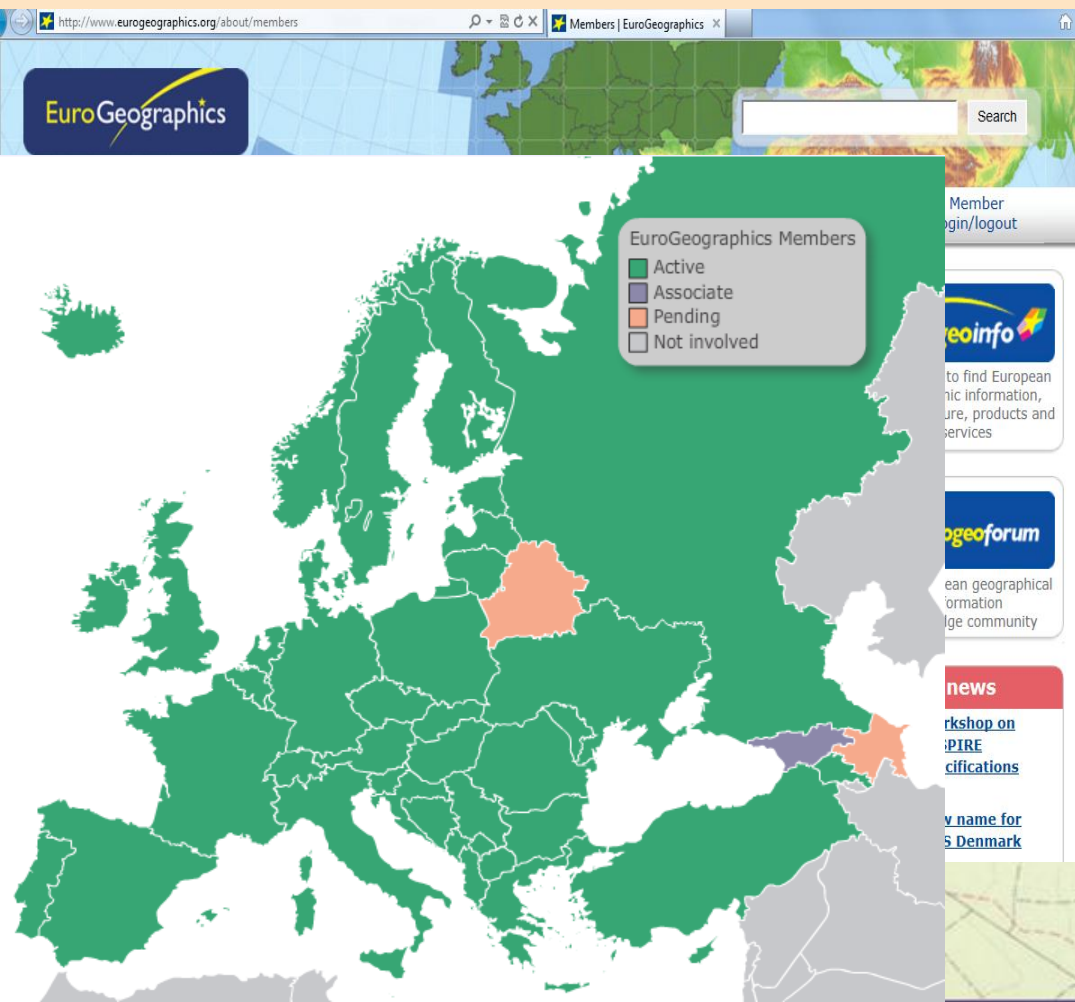 http://www.eurogeographics.org/about/members
Members | EuroGeographics
EuroGeographics
Search
Member
gin/logout
EuroGeographics Members
Active
Associate
Pending
Not involved
eoinfo
to find European
nic information,
ure, products and
services
ogeoforum
ean geographical
formation
dge community
news
rkshop on
SPIRE
cifications
w name for
S Denmark